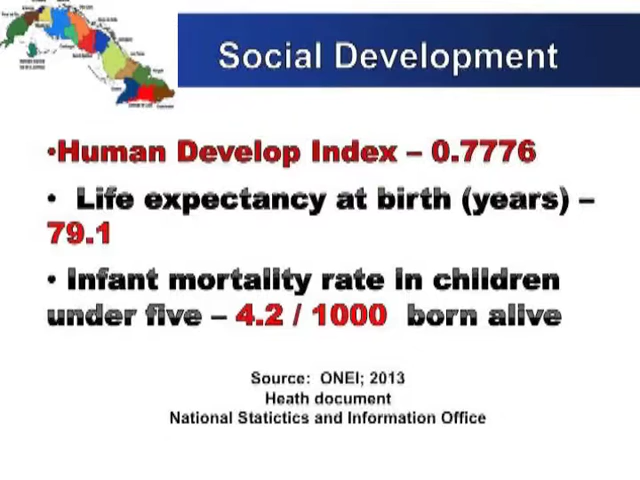 Social Development
•Human Develop Index – 0.7776
• Life expectancy at birth (years) –
79.1
• Infant mortality rate in children
under five – 4.2 / 1000 born alive
Source: ONEI; 2013
Heath document
National Statictics and Information Office